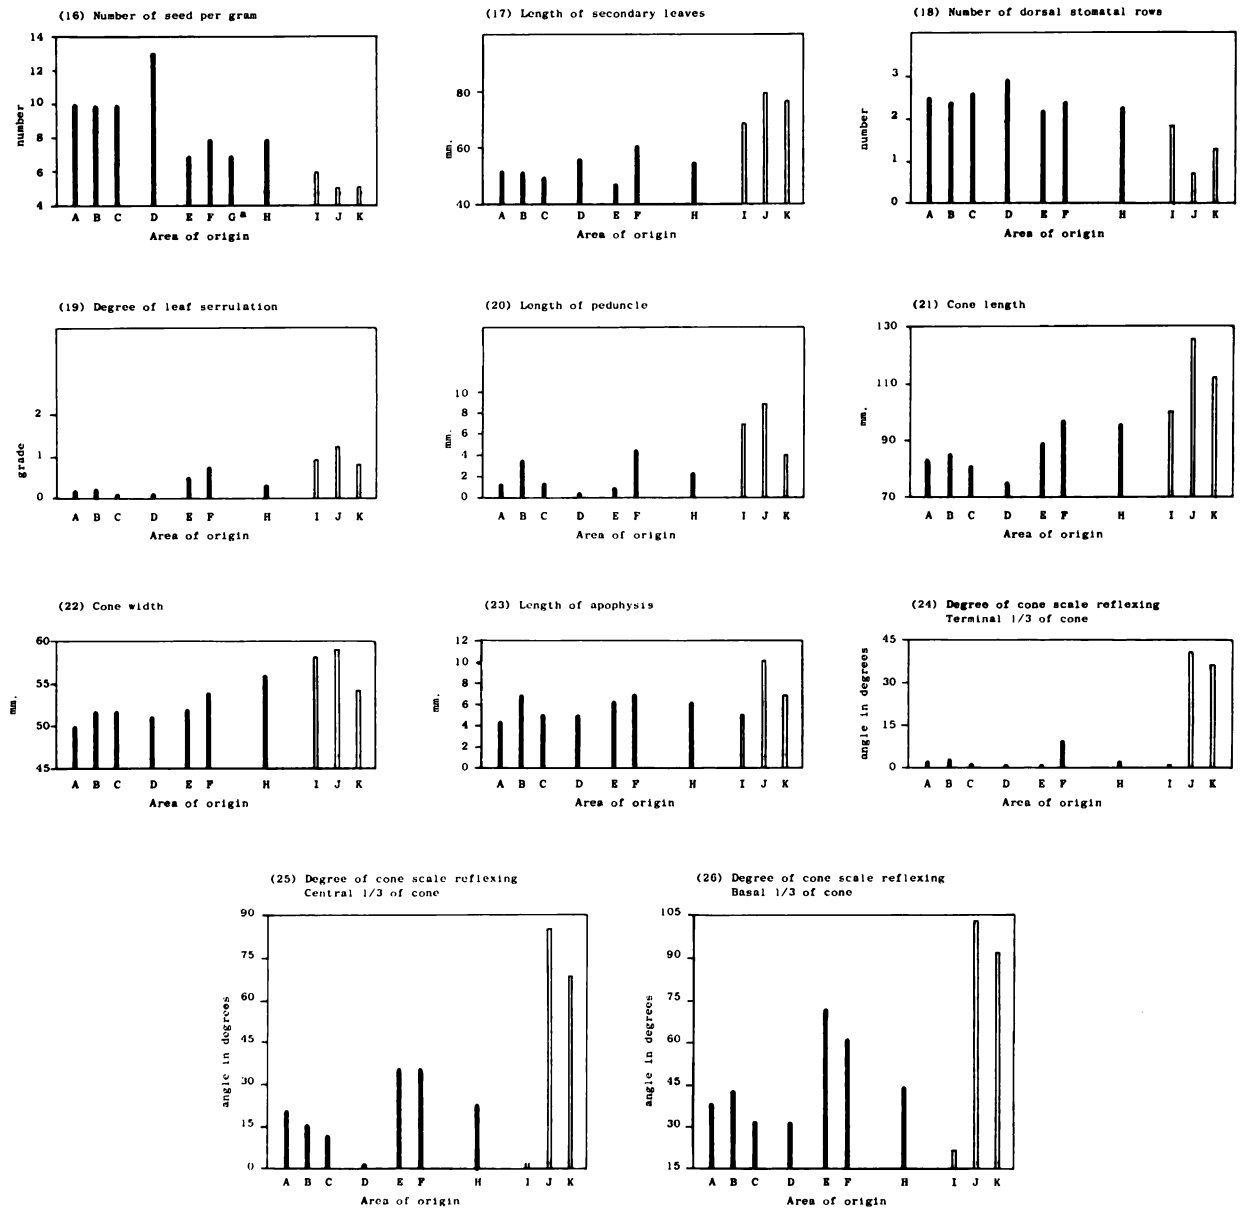 (16) Number of seed per gram
14
12
10
8
6
4
number
A B C D E F G a H I J K
Area of origin
(17) Length of secondary leaves
80
60
40
mm.
A B C D E F H I J K
Area of origin
(18) Number of dorsal stomatal rows
3
2
1
0
number
A B C D E F H I J K
Area of origin
(19) Degree of leaf serrulation
2
1
0
grade
A B C D E F H I J K
Area of origin
(20) Length of peduncle
10
8
6
4
2
0
mm.
A B C D E F H I J K
Area of origin
(21) Cone length
130
110
90
70
mm.
A B C D E F H I J K
Area of origin
(22) Cone width
60
55
50
45
mm.
A B C D E F H I J K
Area of origin
(23) Length of apophysis
12
10
8
6
4
2
0
mm.
A B C D E F H I J K
Area of origin
(24) Degree of cone scale reflexing
Terminal 1/3 of cone
45
30
15
0
angle in degrees
A B C D E F H I J K
Area of origin
(25) Degree of cone scale reflexing
Central 1/3 of cone
90
75
60
45
30
15
0
angle in degrees
A B C D E F H I J K
Area of origin
(26) Degree of cone scale reflexing
Basal 1/3 of cone
105
90
75
60
45
30
15
angle in degrees
A B C D E F H I J K
Area of origin